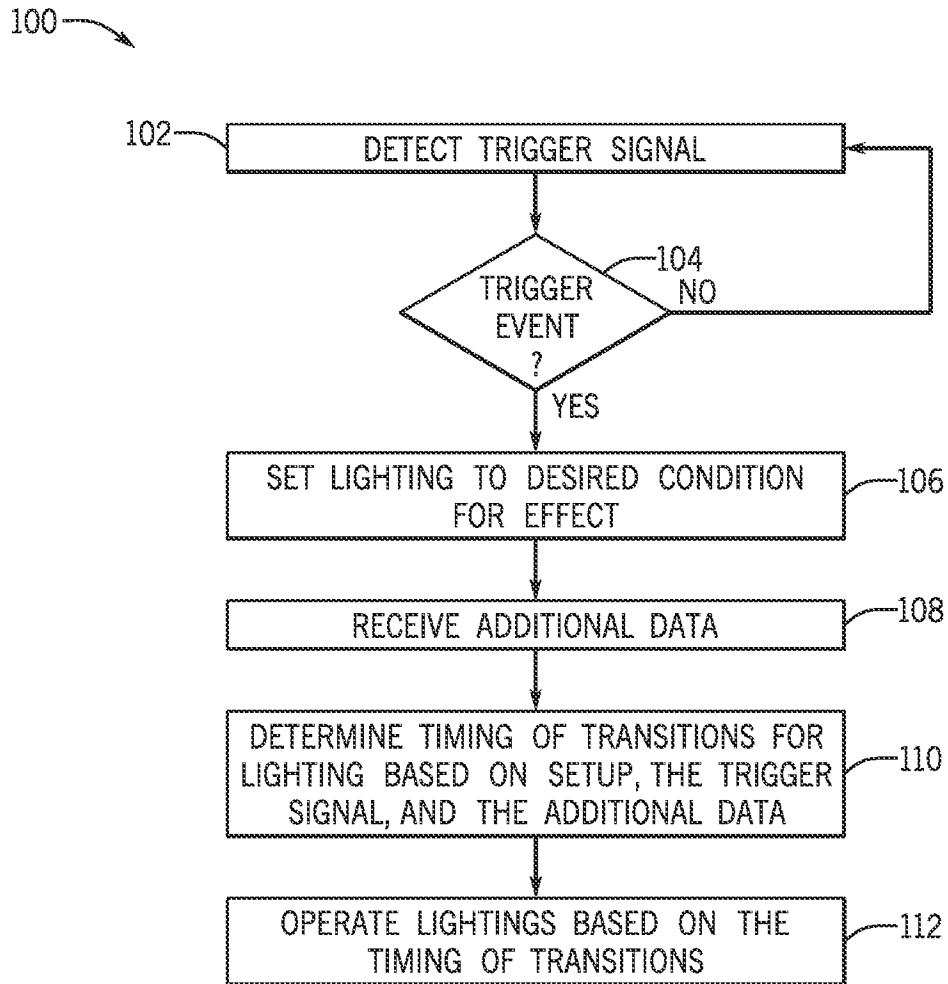 100
102
DETECT TRIGGER SIGNAL
104
TRIGGER
EVENT
?
NO
YES
SET LIGHTING TO DESIRED CONDITION
FOR EFFECT
106
RECEIVE ADDITIONAL DATA
108
DETERMINE TIMING OF TRANSITIONS FOR
LIGHTING BASED ON SETUP, THE TRIGGER
SIGNAL, AND THE ADDITIONAL DATA
110
OPERATE LIGHTINGS BASED ON THE
TIMING OF TRANSITIONS
112